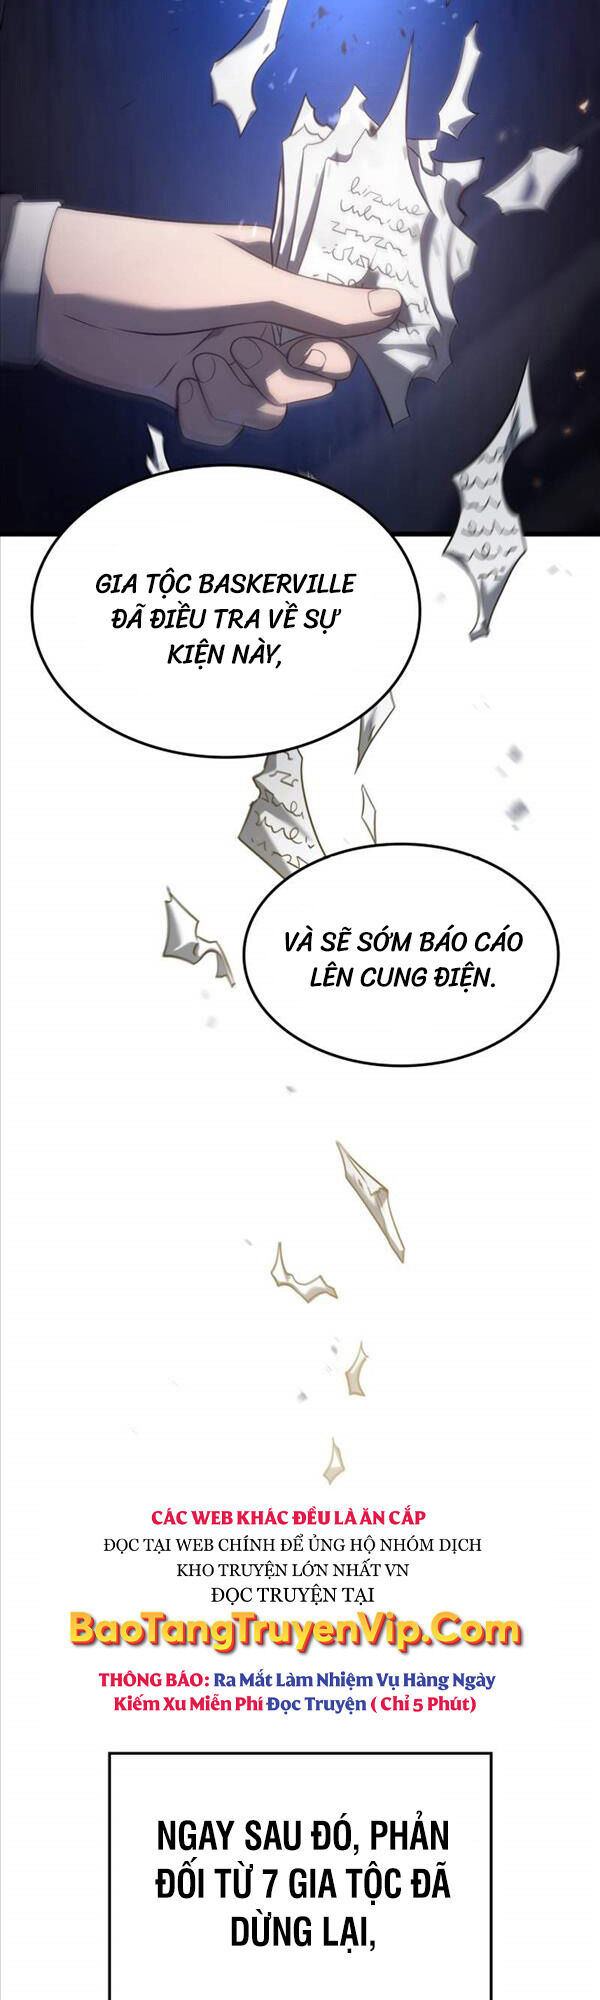 GIA TỘC BASKERVILLE
ĐÃ ĐIỀU TRA VỀ SỰ
KIỆN NÀY,
VÀ SẼ SỚM BÁO CÁO
LÊN CUNG ĐIỆN.
CÁC WEB KHÁC ĐỀU LÀ ĂN CẮP
ĐỌC TẠI WEB CHÍNH ĐỂ ỦNG HỘ NHÓM DỊCH
KHO TRUYỆN LỚN NHẤT VN
ĐỌC TRUYỆN TẠI
BaoTangTruyenVip.Com
THÔNG BÁO: Ra Mắt Làm Nhiệm Vụ Hàng Ngày
Kiếm Xu Miễn Phí Đọc Truyện ( Chỉ 5 Phút)
NGAY SAU ĐÓ, PHẢN
ĐỐI TỪ 7 GIA TỘC ĐÃ
DỪNG LẠI,